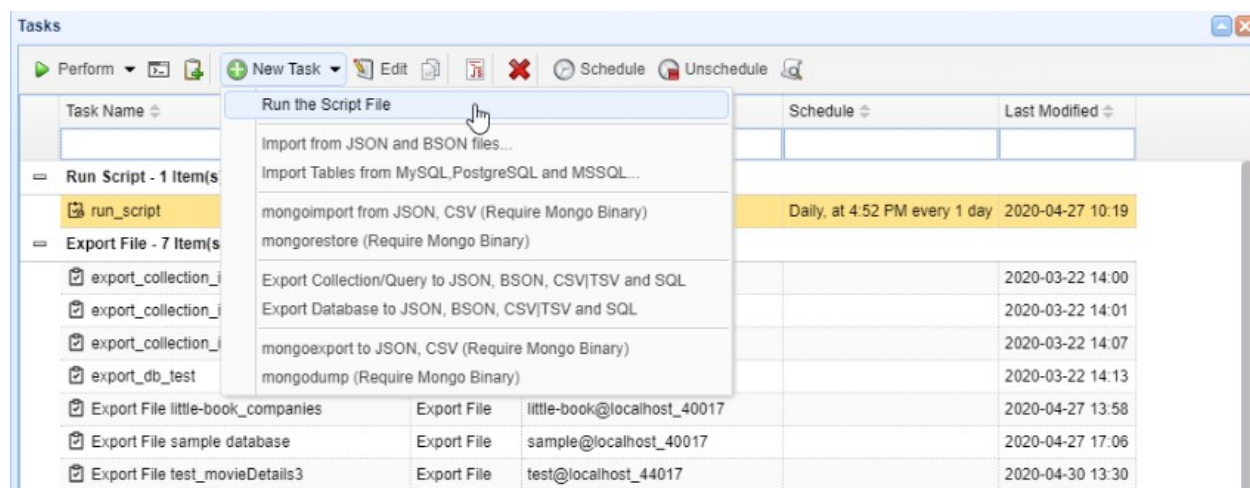 Tasks
Perform New Task Edit Schedule Unschedule
Task Name Schedule Last Modified
Run the Script File
Import from JSON and BSON files...
Import Tables from MySQL,PostgreSQL and MSSQL...
mongoimport from JSON, CSV (Require Mongo Binary)
mongorestore (Require Mongo Binary)
Export Collection/Query to JSON, BSON, CSV|TSV and SQL
Export Database to JSON, BSON, CSV|TSV and SQL
mongoexport to JSON, CSV (Require Mongo Binary)
mongodump (Require Mongo Binary)
Run Script - 1 Item(s
run_script Daily, at 4:52 PM every 1 day 2020-04-27 10:19
Export File - 7 Item(s
export_collection_i 2020-03-22 14:00
export_collection_i 2020-03-22 14:01
export_collection_i 2020-03-22 14:07
export_db_test 2020-03-22 14:13
Export File little-book_companies Export File little-book@localhost_40017 2020-04-27 13:58
Export File sample database Export File sample@localhost_40017 2020-04-27 17:06
Export File test_movieDetails3 Export File test@localhost_44017 2020-04-30 13:30